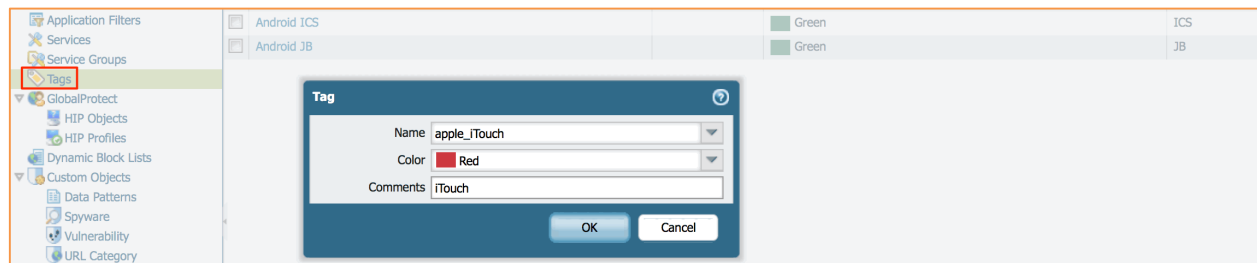 Application Filters
Services
Service Groups
Tags
GlobalProtect
HIP Objects
HIP Profiles
Dynamic Block Lists
Custom Objects
Data Patterns
Spyware
Vulnerability
URL Category
Android ICS Green ICS
Android JB Green JB
Tag
Name apple_iTouch
Color Red
Comments iTouch
OK Cancel